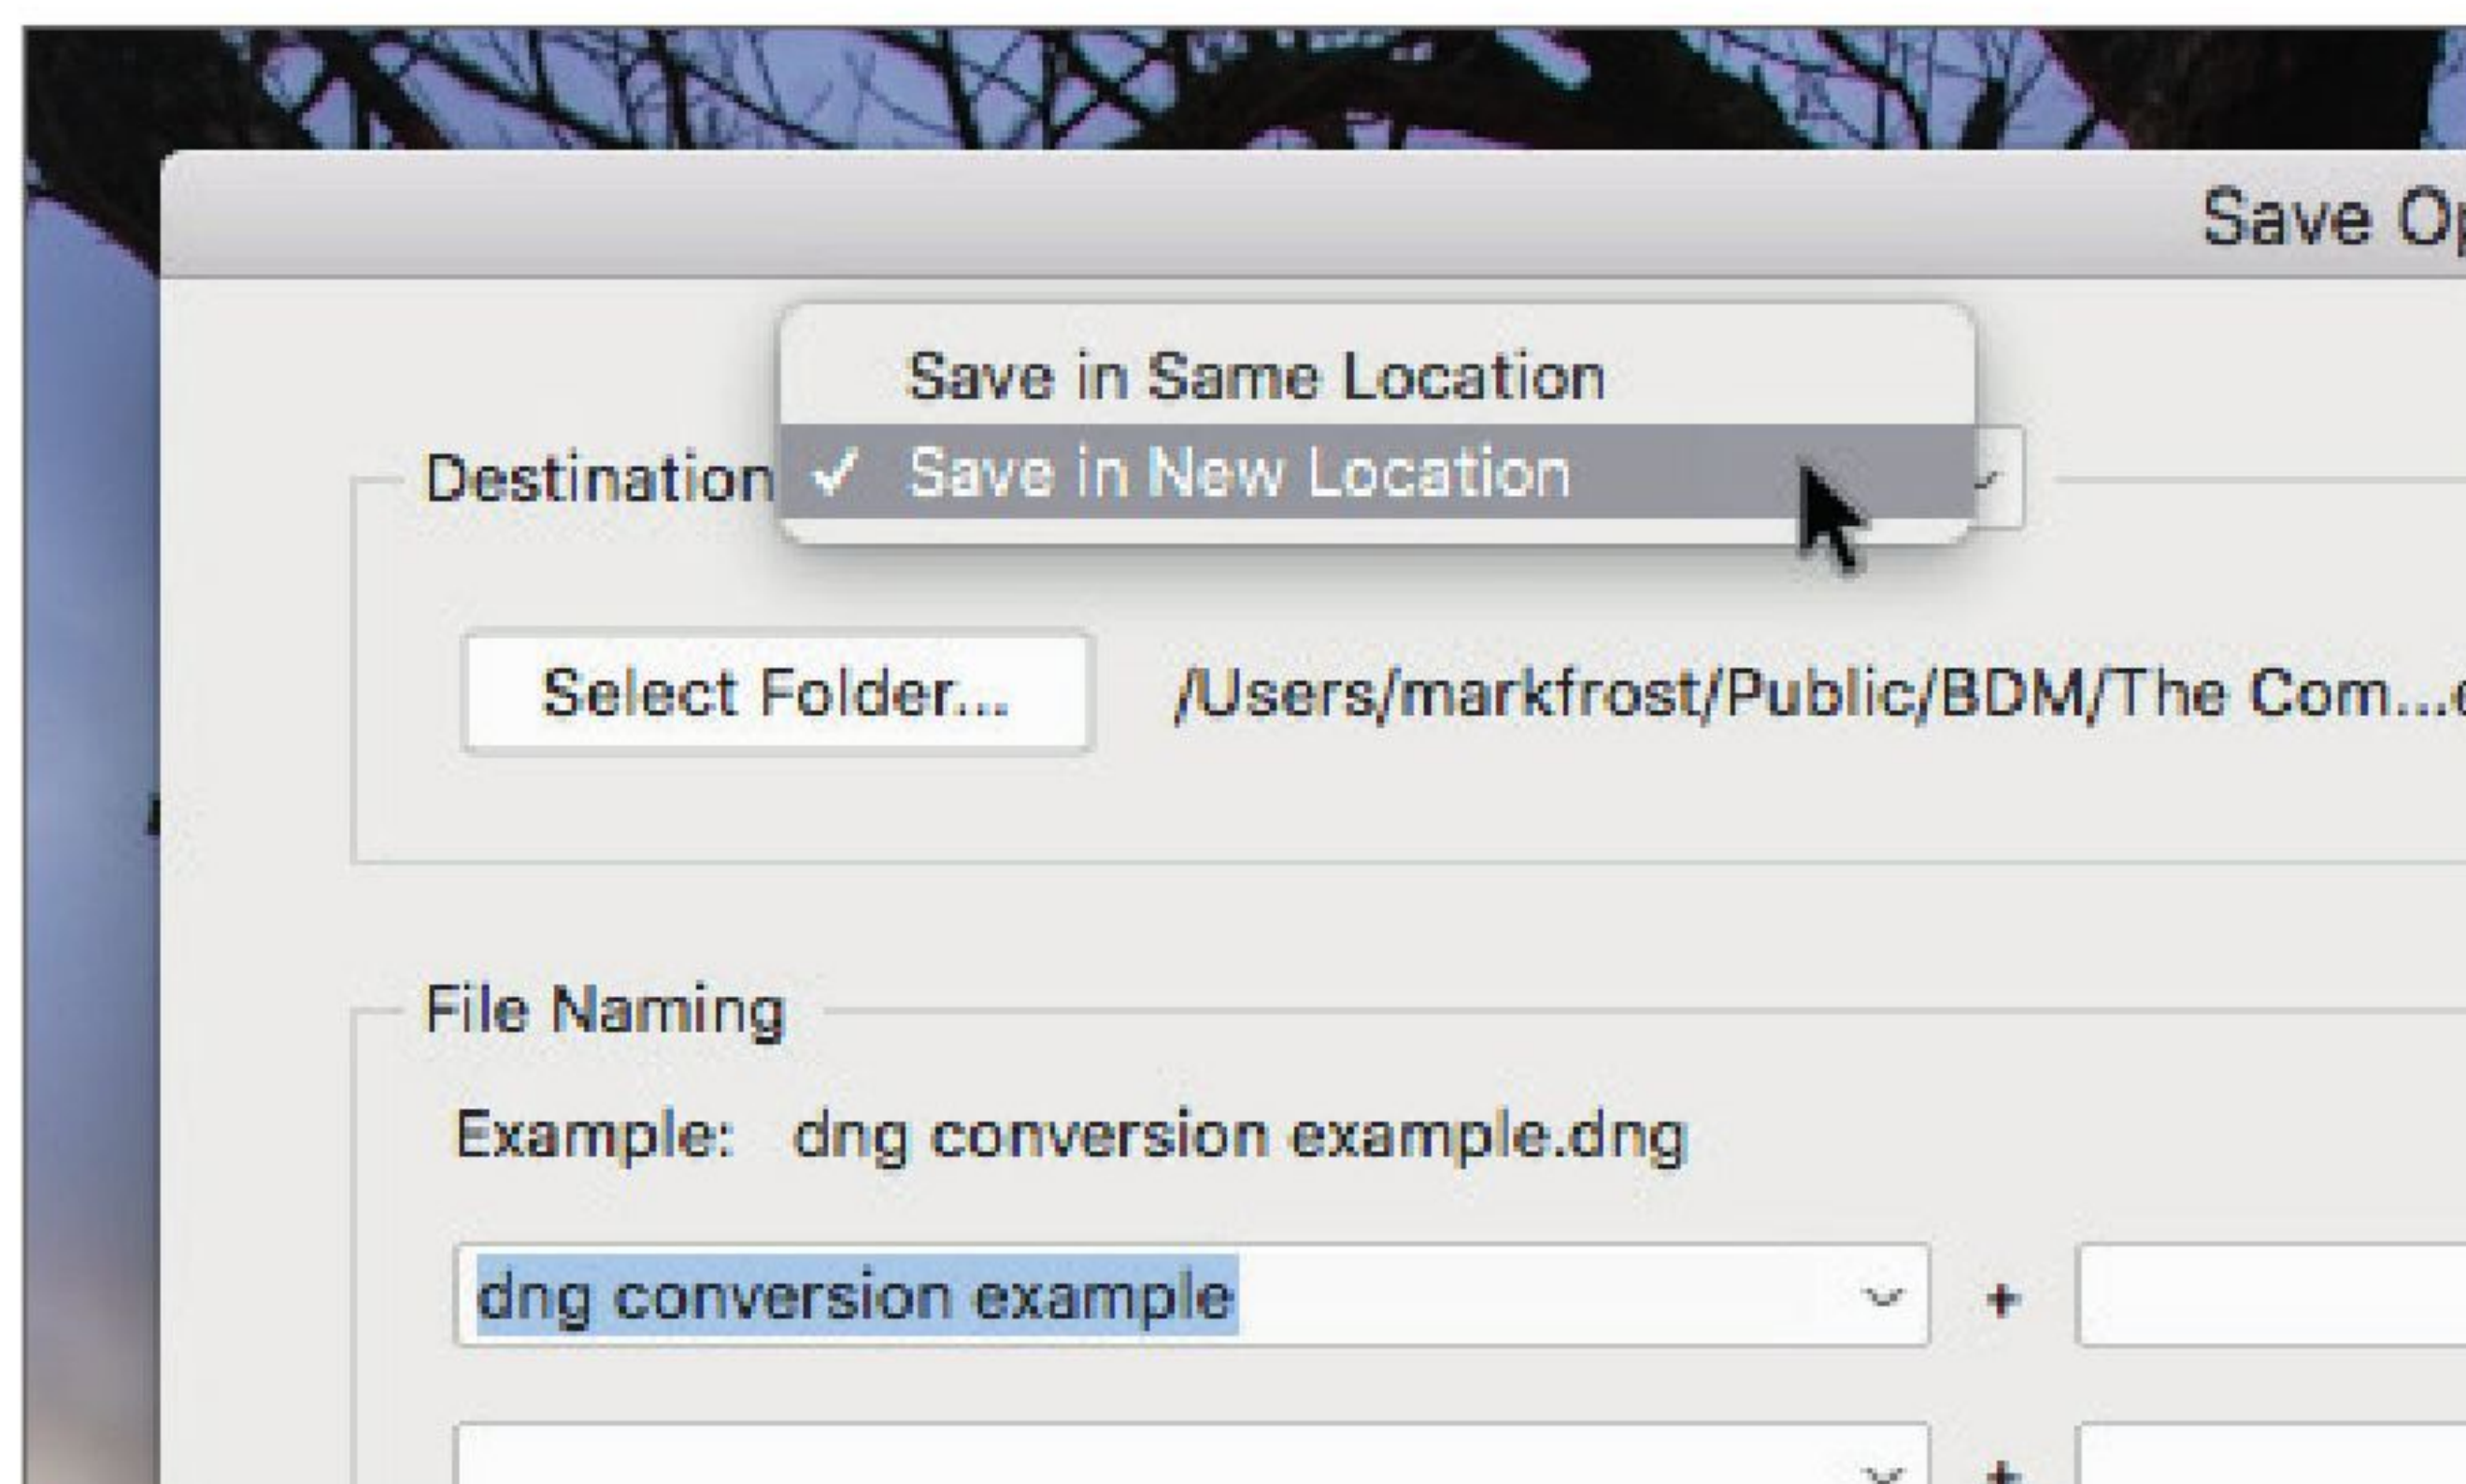 Save Op
Save in Same Location
Destination ✓ Save in New Location
Select Folder... /Users/markfrost/Public/BDM/The Com...
File Naming
Example: dng conversion example.dng
dng conversion example +
+